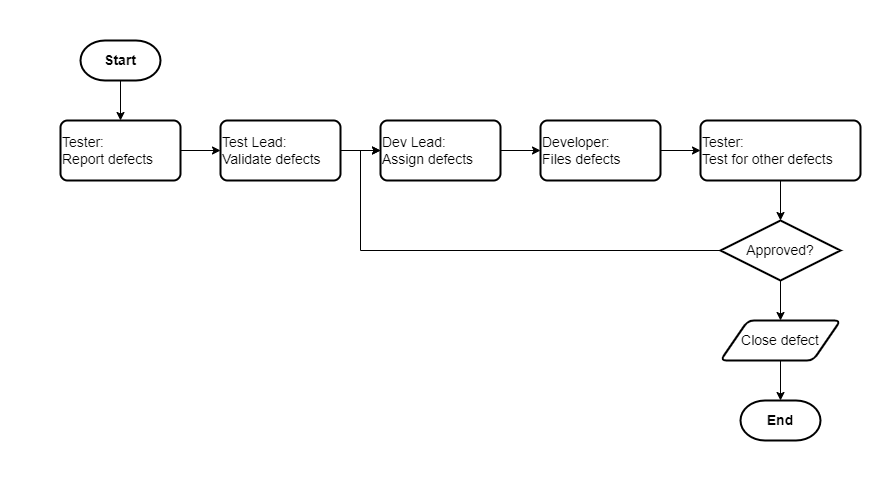 Start
Tester:
Report defects
Test Lead:
Validate defects
Dev Lead:
Assign defects
Developer:
Files defects
Tester:
Test for other defects
Approved?
Close defect
End